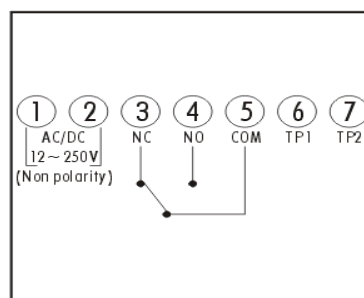 1 2 3 4 5 6 7
AC/DC NC NO COM TP1 TP2
12~250V
(Non polarity)